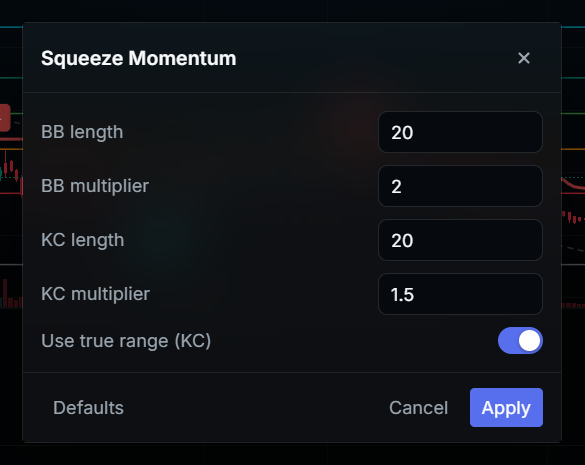 Squeeze Momentum
BB length
20
BB multiplier
2
KC length
20
KC multiplier
1.5
Use true range (KC)
Defaults
Cancel
Apply